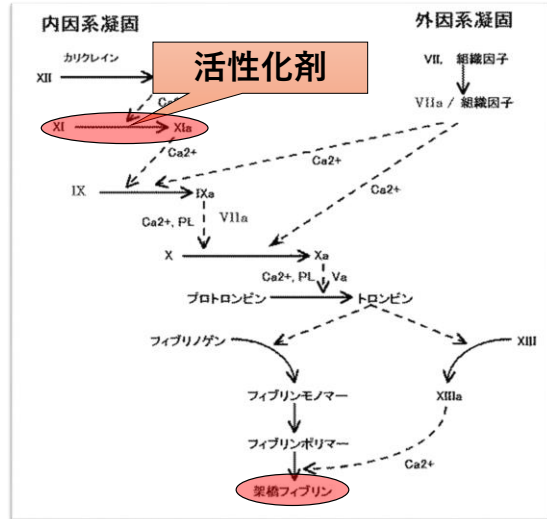 内因系凝固
外因系凝固
カリクレイン
活性化剤
XII
VII, 組織因子
VIIa / 組織因子
XI
XIa
Ca2+
Ca2+
Ca2+
IX
IXa
Ca2+, PL
VIIa
X
Xa
Ca2+, PL
Va
プロトロンビン
トロンビン
フィブリノゲン
XIII
フィブリンモノマー
XIIIa
フィブリンポリマー
Ca2+
架橋フィブリン